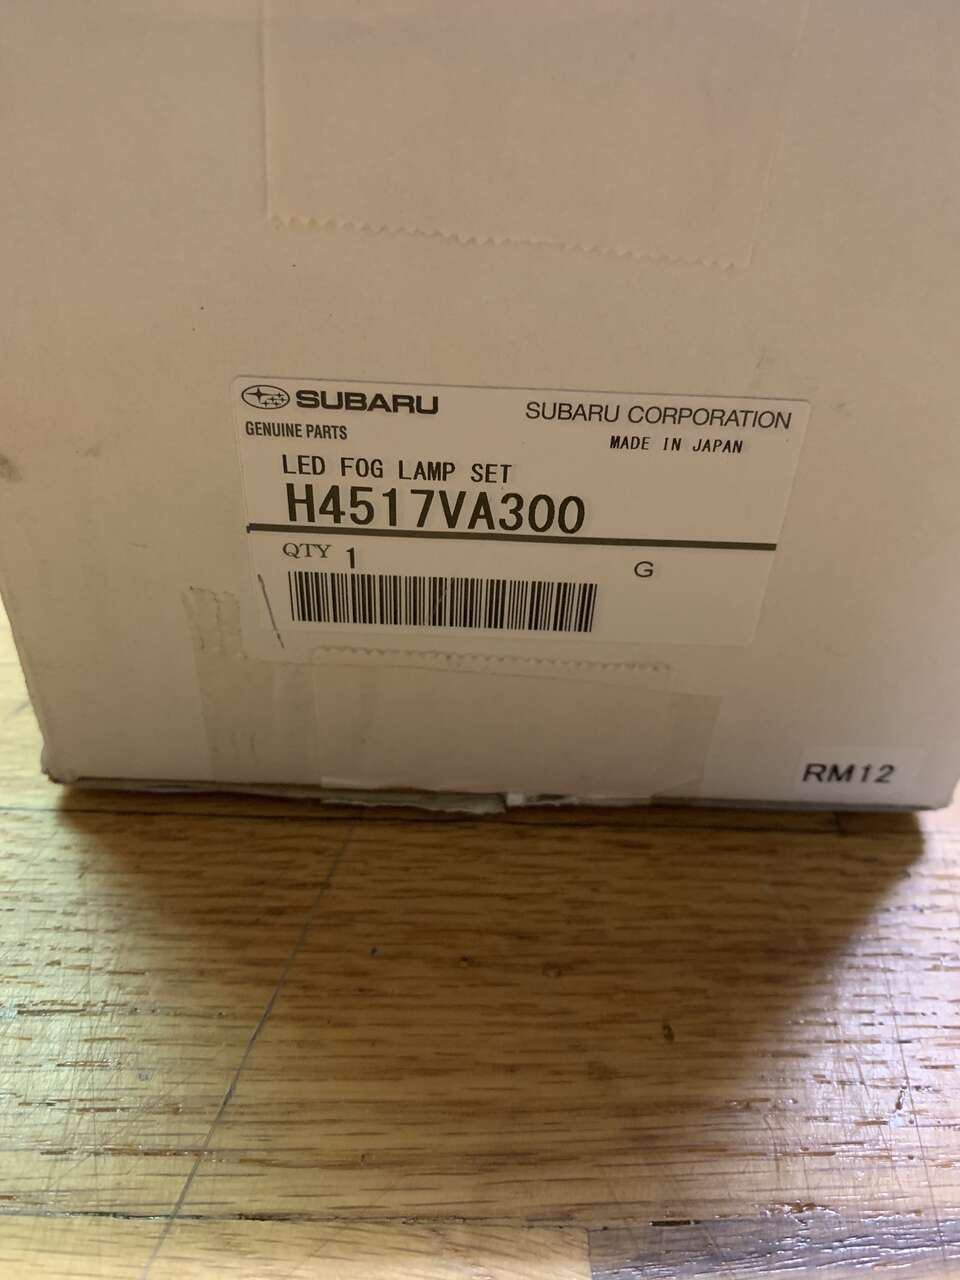 SUBARU
SUBARU CORPORATION
GENUINE PARTS
MADE IN JAPAN
LED FOG LAMP SET
H4517VA300
QTY 1
G
RM12